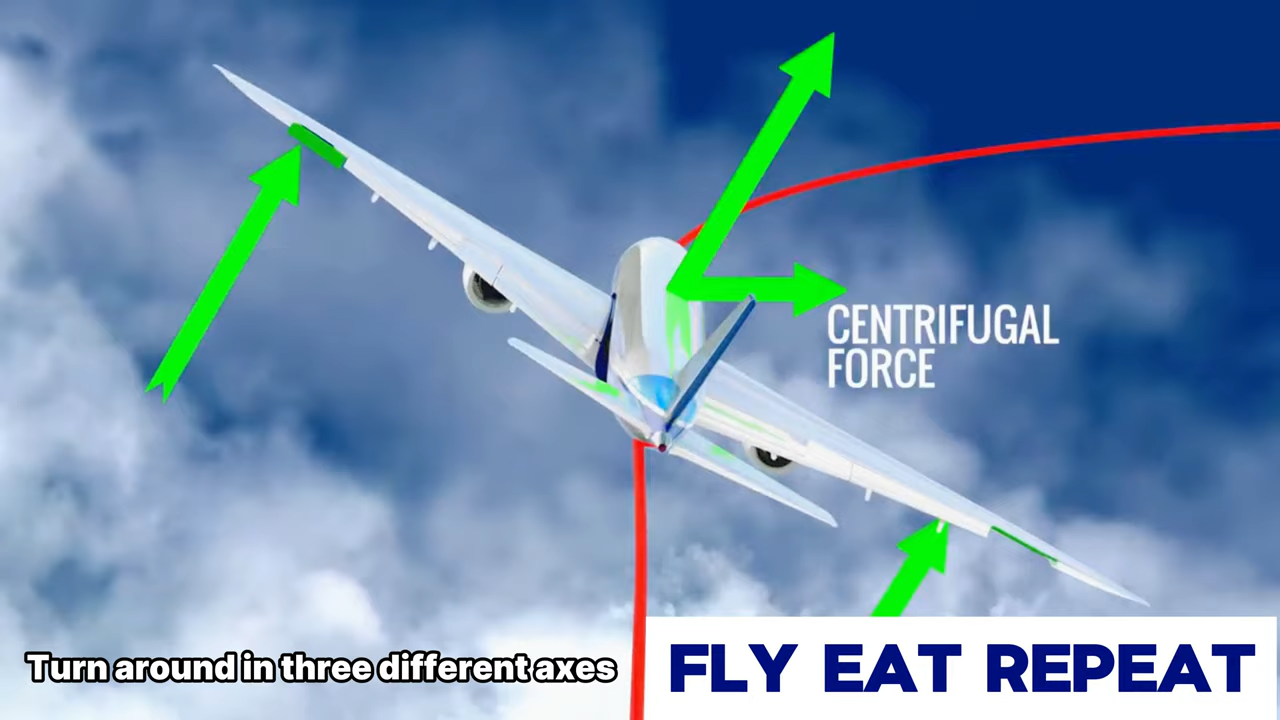 CENTRIFUGAL
FORCE
Turn around in three different axes
FLY EAT REPEAT